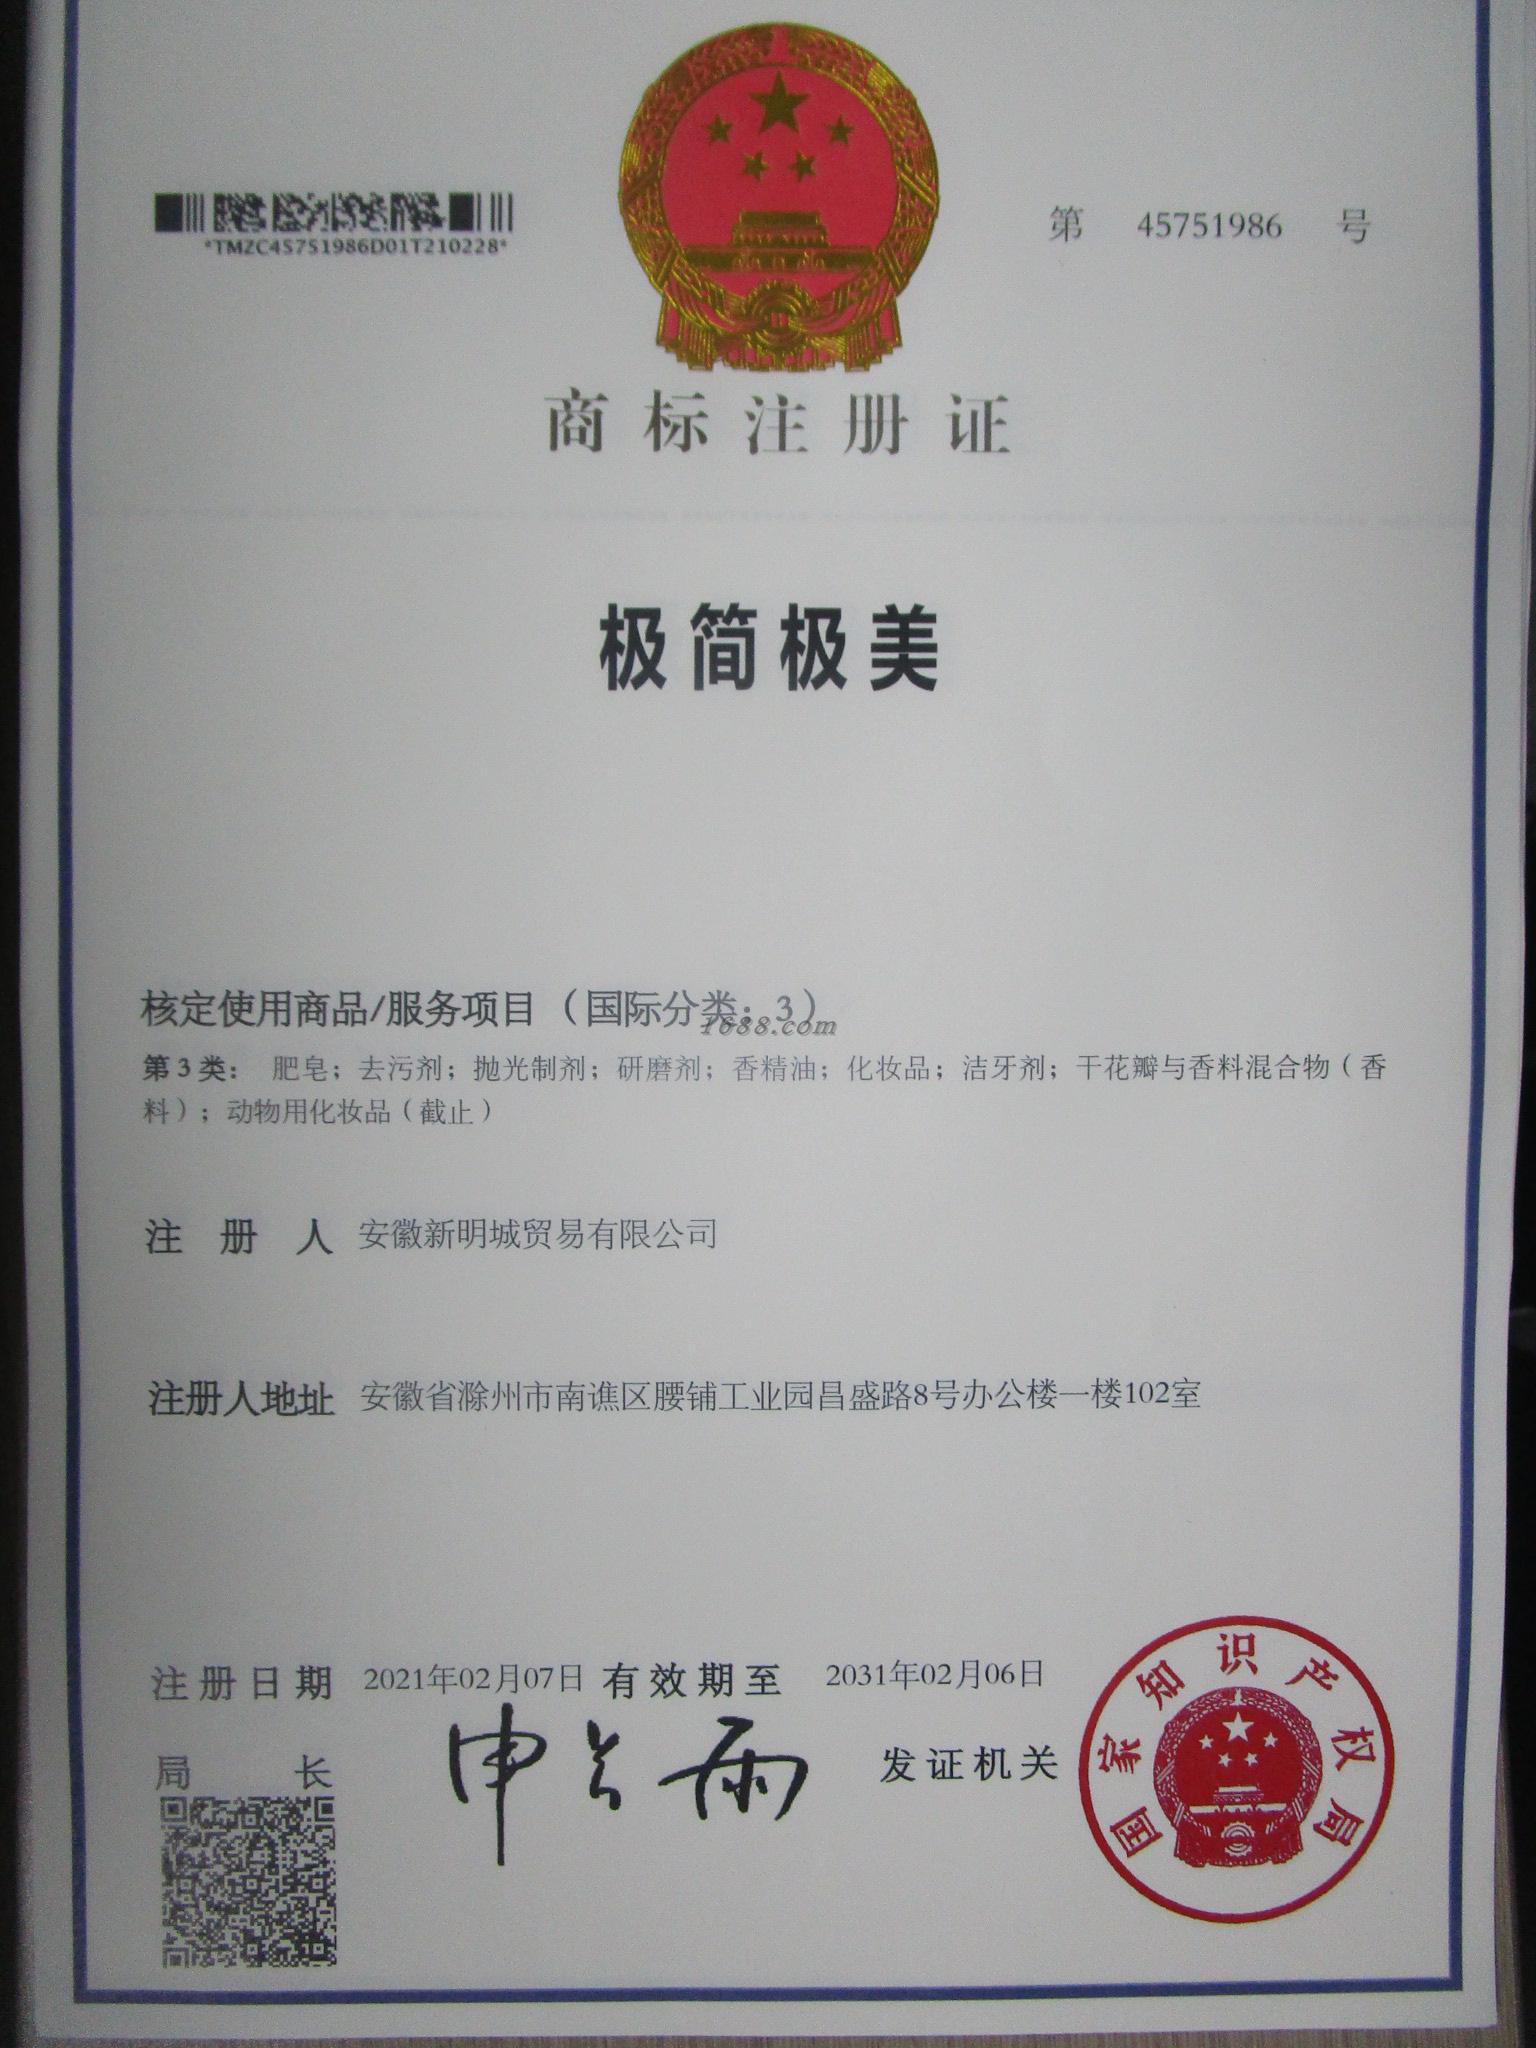 *TMZC45751986D01T210228*
第 45751986 号
商标注册证
极简极美
核定使用商品/服务项目（国际分类：3）
1688.com
第3类： 肥皂；去污剂；抛光制剂；研磨剂；香精油；化妆品；洁牙剂；干花瓣与香料混合物（香
料）；动物用化妆品（截止）
注册人 安徽新明城贸易有限公司
注册人地址 安徽省滁州市南谯区腰铺工业园昌盛路8号办公楼一楼102室
注册日期 2021年02月07日 有效期至 2031年02月06日
局长 申长雨 发证机关
国家知识产权局